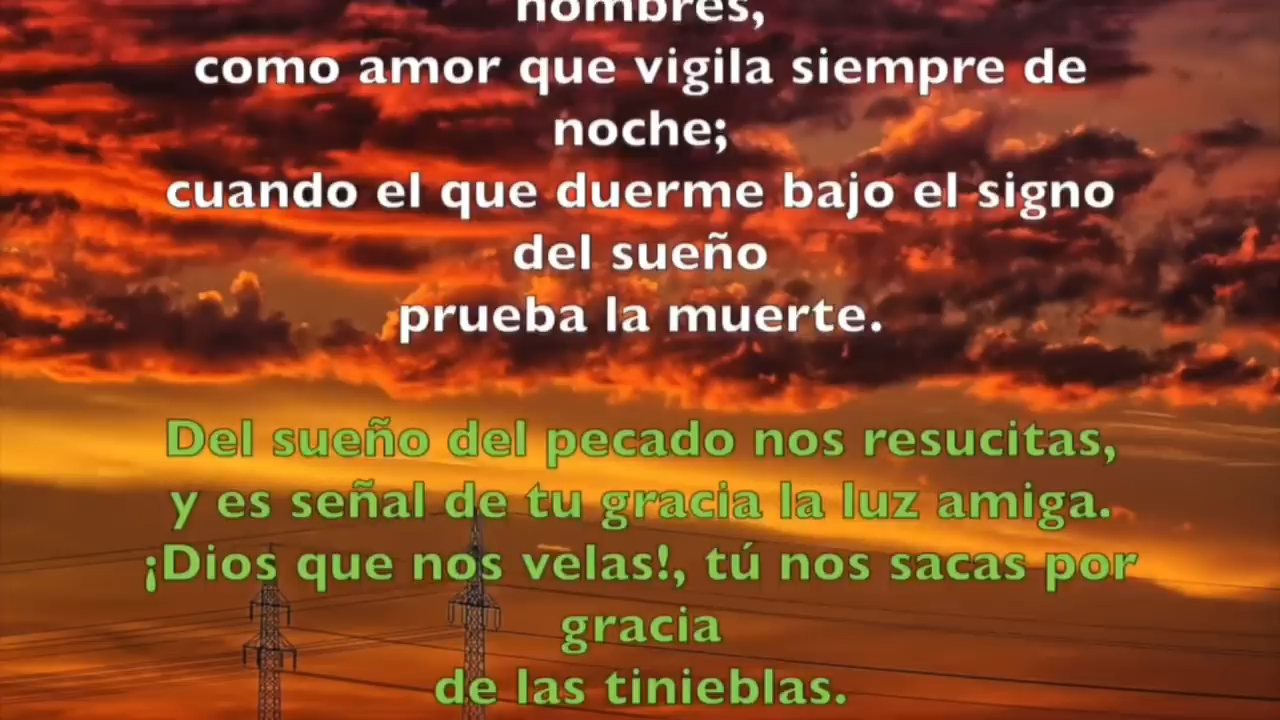 hombres,
como amor que vigila siempre de
noche;
cuando el que duerme bajo el signo
del sueño
prueba la muerte.
Del sueño del pecado nos resucitas,
y es señal de tu gracia la luz amiga.
¡Dios que nos velas!, tú nos sacas por
gracia
de las tinieblas.